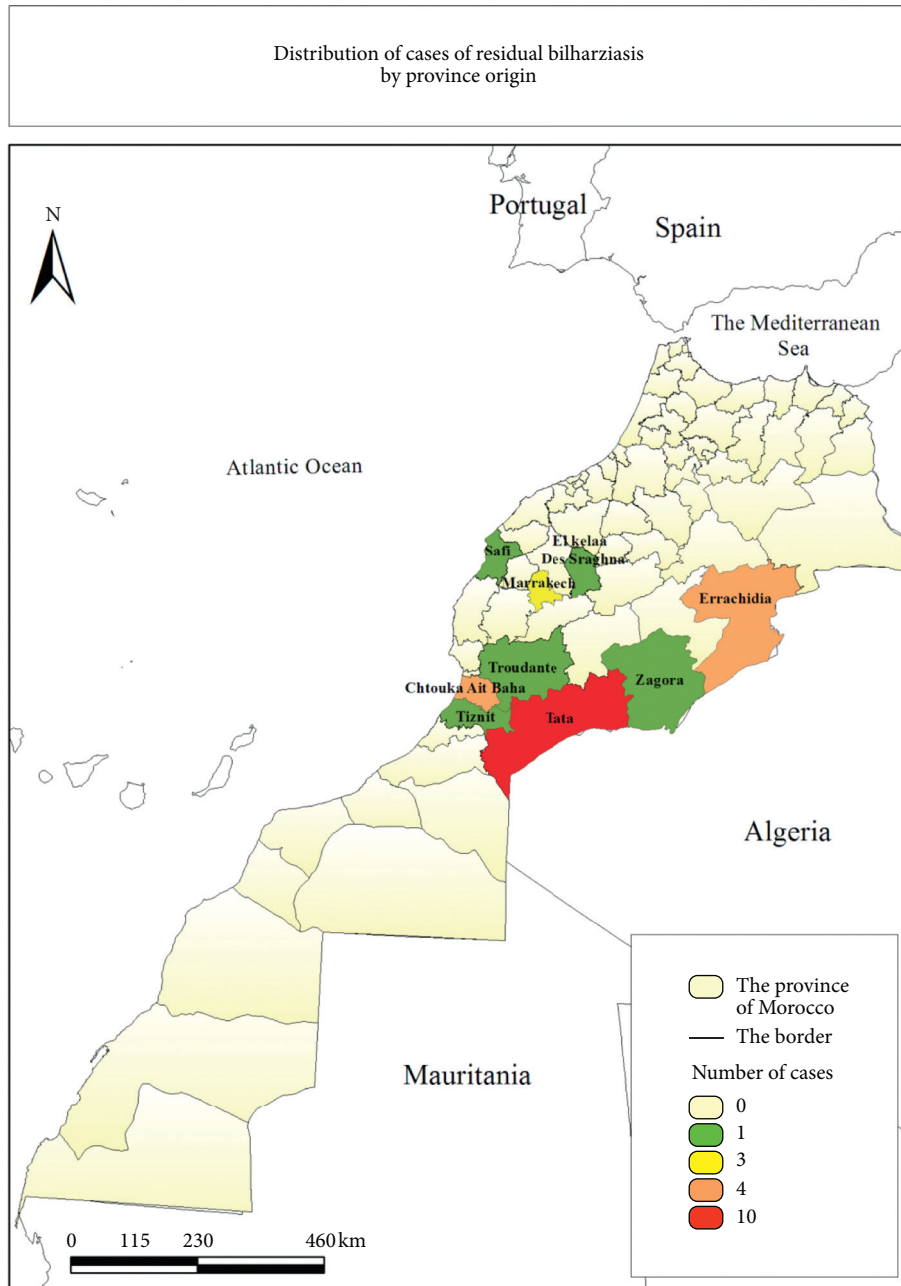 Distribution of cases of residual bilharziasis
by province origin
Portugal
Spain
N
The Mediterranean
Sea
Atlantic Ocean
El kelaa
Safi
Des Sraghna
Marrakech
Errachidia
Troudante
Zagora
Chtouka Ait Baha
Tiznit
Tata
Algeria
The province
of Morocco
The border
Mauritania
Number of cases
0
1
3
4
10
0 115 230 460 km